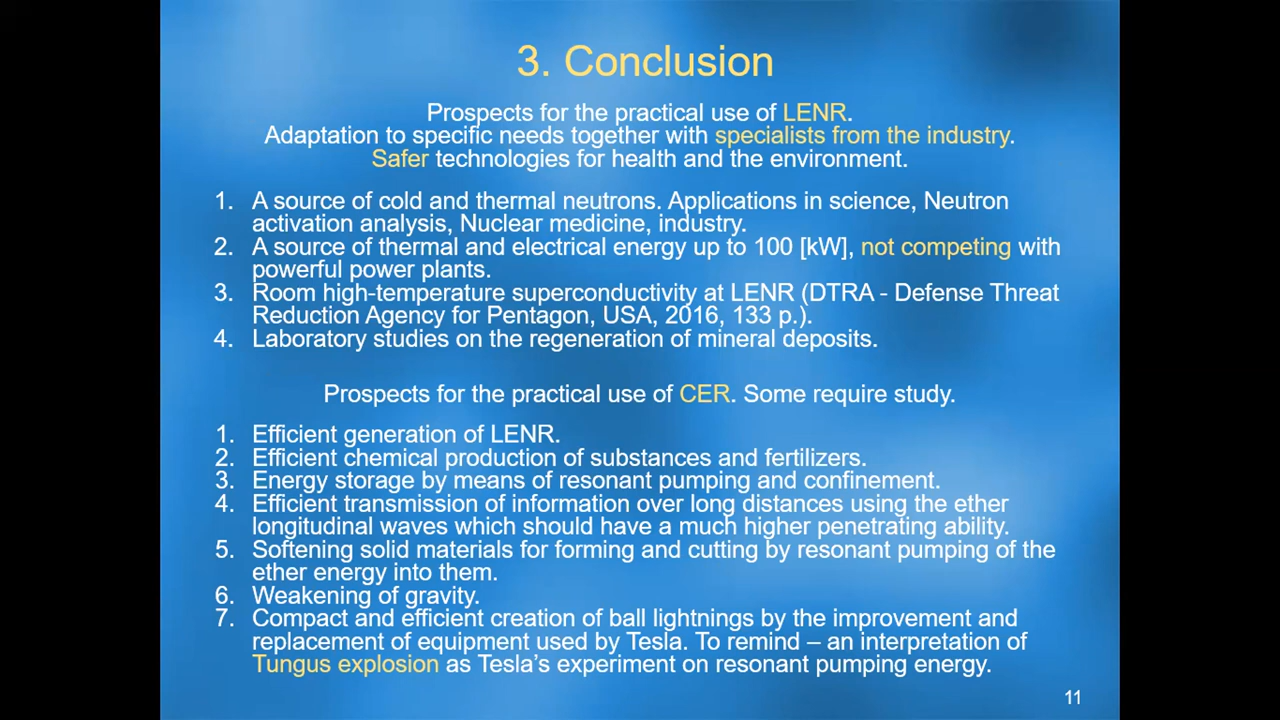 3. Conclusion
Prospects for the practical use of LENR.
Adaptation to specific needs together with specialists from the industry.
Safer technologies for health and the environment.
1. A source of cold and thermal neutrons. Applications in science, Neutron
activation analysis, Nuclear medicine, industry.
2. A source of thermal and electrical energy up to 100 [kW], not competing with
powerful power plants.
3. Room high-temperature superconductivity at LENR (DTRA - Defense Threat
Reduction Agency for Pentagon, USA, 2016, 133 p.).
4. Laboratory studies on the regeneration of mineral deposits.
Prospects for the practical use of CER. Some require study.
1. Efficient generation of LENR.
2. Efficient chemical production of substances and fertilizers.
3. Energy storage by means of resonant pumping and confinement.
4. Efficient transmission of information over long distances using the ether
longitudinal waves which should have a much higher penetrating ability.
5. Softening solid materials for forming and cutting by resonant pumping of the
ether energy into them.
6. Weakening of gravity.
7. Compact and efficient creation of ball lightnings by the improvement and
replacement of equipment used by Tesla. To remind – an interpretation of
Tungus explosion as Tesla's experiment on resonant pumping energy.
11